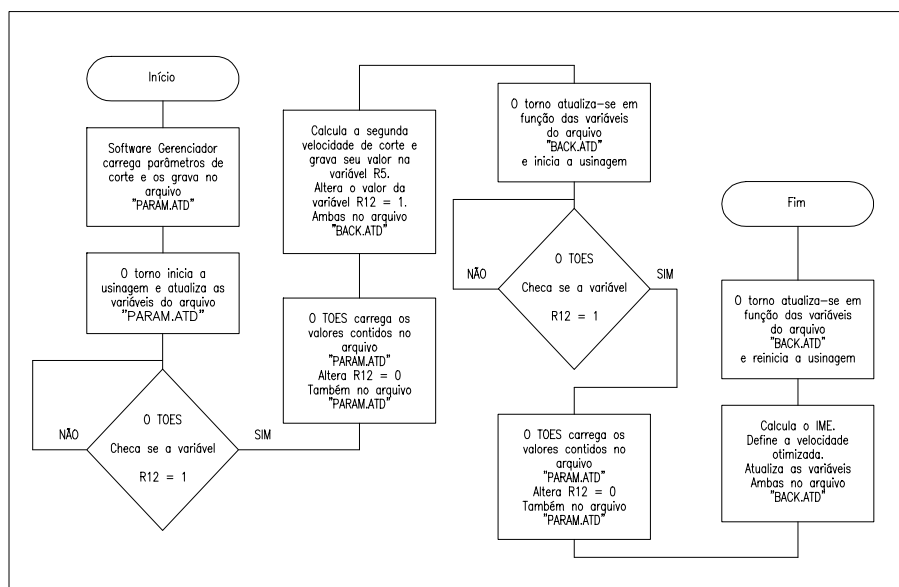 Início
Software Gerenciador
carrega parâmetros de
corte e os grava no
arquivo
"PARAM.ATD"
O torno inicia a
usinagem e atualiza as
variáveis do arquivo
"PARAM.ATD"
O TOES
Checa se a variável
R12 = 1
NÃO
SIM
O TOES carrega os
valores contidos no
arquivo
"PARAM.ATD"
Altera R12 = 0
Também no arquivo
"PARAM.ATD"
Calcula a segunda
velocidade de corte e
grava seu valor na
variável R5.
Altera o valor da
variável R12 = 1.
Ambas no arquivo
"BACK.ATD"
O torno atualiza-se em
função das variáveis
do arquivo
"BACK.ATD"
e inicia a usinagem
O TOES
Checa se a variável
R12 = 1
NÃO
SIM
O TOES carrega os
valores contidos no
arquivo
"PARAM.ATD"
Altera R12 = 0
Também no arquivo
"PARAM.ATD"
Calcula o IME.
Define a velocidade
otimizada.
Atualiza as variáveis
Ambas no arquivo
"BACK.ATD"
O torno atualiza-se em
função das variáveis
do arquivo
"BACK.ATD"
e reinicia a usinagem
Fim